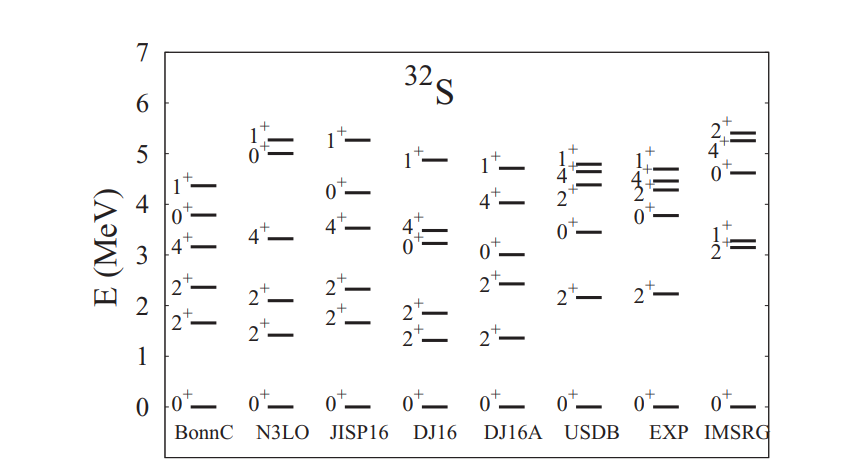 7
³²S
6
5
4
3
2
1
0
E (MeV)
1⁺ 0⁺ 4⁺ 2⁺ 2⁺ 0⁺
1⁺ 0⁺ 4⁺ 2⁺ 2⁺ 0⁺
1⁺ 0⁺ 4⁺ 2⁺ 2⁺ 0⁺
1⁺ 4⁺ 0⁺ 2⁺ 2⁺ 0⁺
1⁺ 4⁺ 0⁺ 2⁺ 2⁺ 0⁺
1⁺ 4⁺ 2⁺ 0⁺ 2⁺ 0⁺
1⁺ 4⁺ 2⁺ 0⁺ 2⁺ 0⁺
2⁺ 4⁺ 0⁺ 1⁺ 2⁺ 0⁺
BonnC N3LO JISP16 DJ16 DJ16A USDB EXP IMSRG